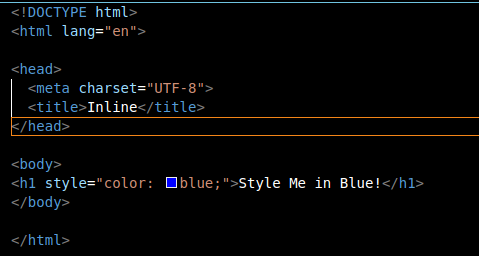 <!DOCTYPE html>
<html lang="en">
<head>
<meta charset="UTF-8">
<title>Inline</title>
</head>
<body>
<h1 style="color: blue;">Style Me in Blue!</h1>
</body>
</html>